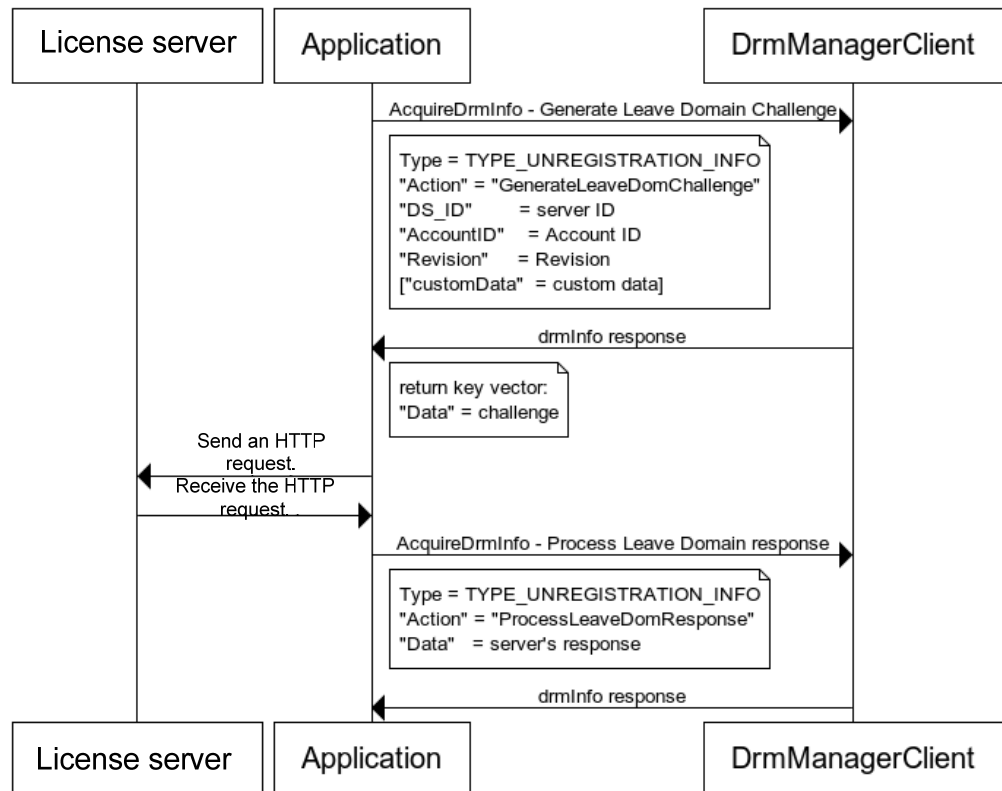 License server
Application
DrmManagerClient
AcquireDrmInfo - Generate Leave Domain Challenge
Type = TYPE_UNREGISTRATION_INFO
"Action" = "GenerateLeaveDomChallenge"
"DS_ID" = server ID
"AccountID" = Account ID
"Revision" = Revision
["customData" = custom data]
drmInfo response
return key vector:
"Data" = challenge
Send an HTTP
request.
Receive the HTTP
request. .
AcquireDrmInfo - Process Leave Domain response
Type = TYPE_UNREGISTRATION_INFO
"Action" = "ProcessLeaveDomResponse"
"Data" = server's response
drmInfo response
License server
Application
DrmManagerClient